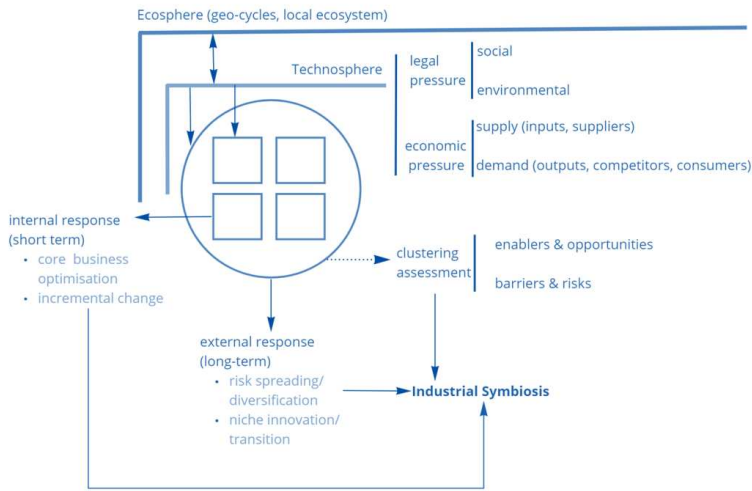 Ecosphere (geo-cycles, local ecosystem)
Technosphere
legal
pressure
social
environmental
economic
pressure
supply (inputs, suppliers)
demand (outputs, competitors, consumers)
internal response
(short term)
• core business
optimisation
• incremental change
clustering
assessment
enablers & opportunities
barriers & risks
external response
(long-term)
• risk spreading/
diversification
• niche innovation/
transition
Industrial Symbiosis